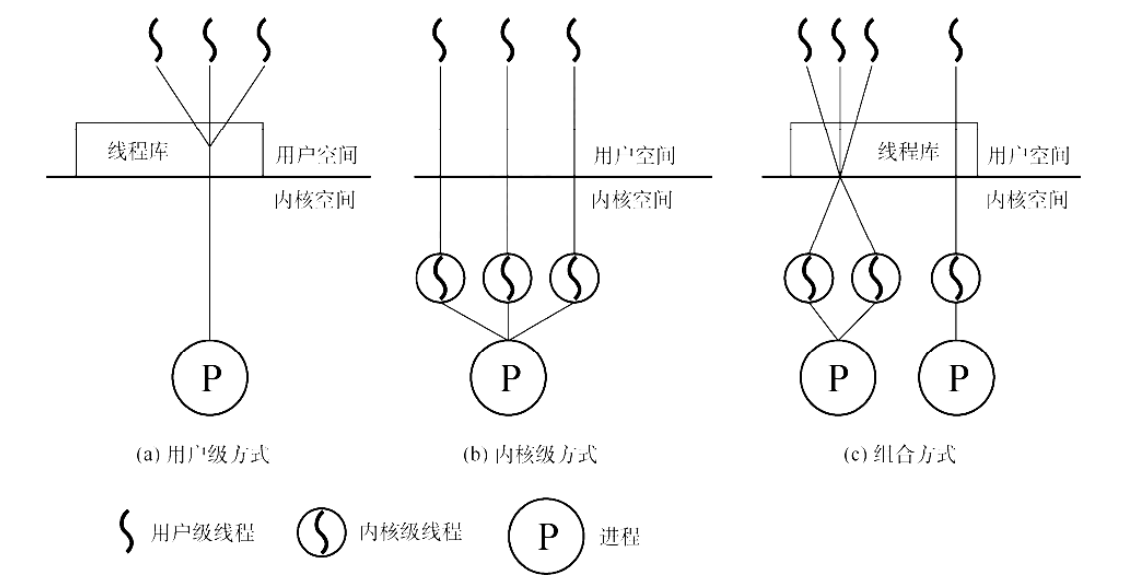 线程库
用户空间
内核空间
用户空间
内核空间
线程库
用户空间
内核空间
P
P
P
P
(a) 用户级方式
(b) 内核级方式
(c) 组合方式
用户级线程
内核级线程
P
进程